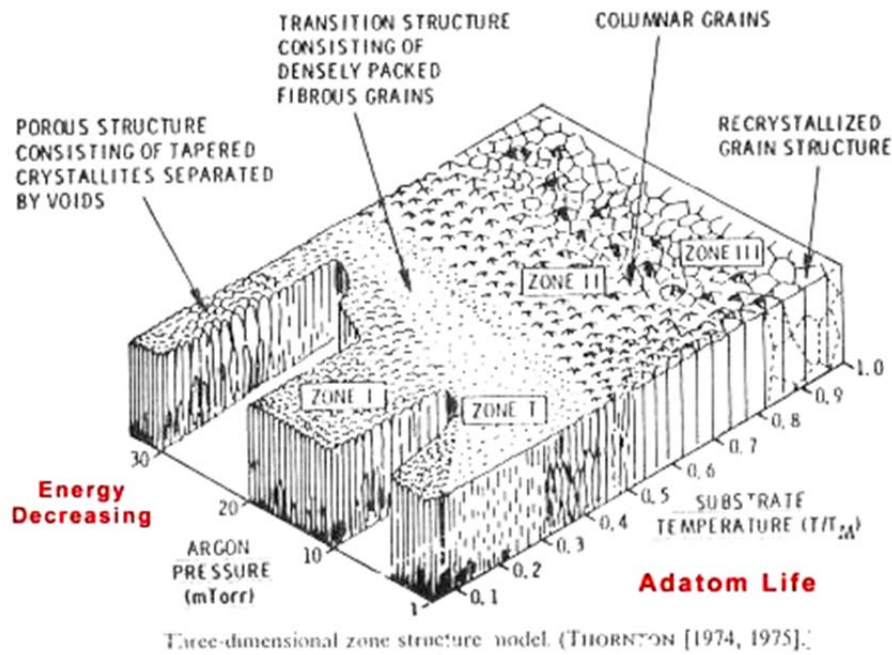 TRANSITION STRUCTURE
CONSISTING OF
DENSELY PACKED
FIBROUS GRAINS
COLUMNAR GRAINS
POROUS STRUCTURE
CONSISTING OF TAPERED
CRYSTALLITES SEPARATED
BY VOIDS
RECRYSTALLIZED
GRAIN STRUCTURE
ZONE III
ZONE II
ZONE I
ZONE T
30
20
10
1
Energy
Decreasing
ARGON
PRESSURE
(mTorr)
0.1
0.2
0.3
0.4
0.5
0.6
0.7
0.8
0.9
1.0
SUBSTRATE
TEMPERATURE (T/TM)
Adatom Life
Three-dimensional zone structure model. (THORNTON [1974, 1975].)